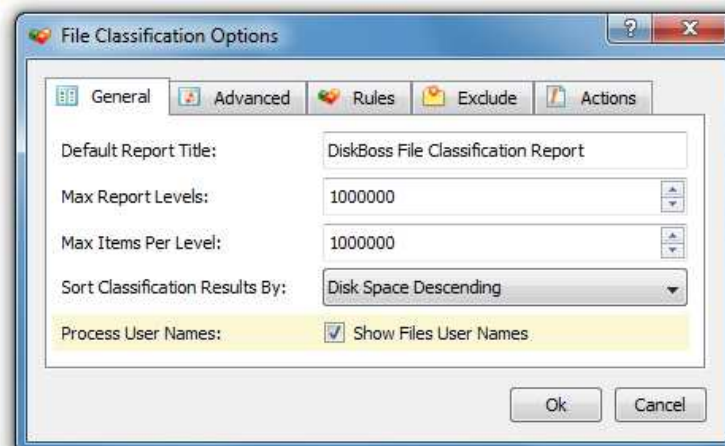 File Classification Options
General Advanced Rules Exclude Actions
Default Report Title: DiskBoss File Classification Report
Max Report Levels: 1000000
Max Items Per Level: 1000000
Sort Classification Results By: Disk Space Descending
Process User Names: Show Files User Names
Ok Cancel